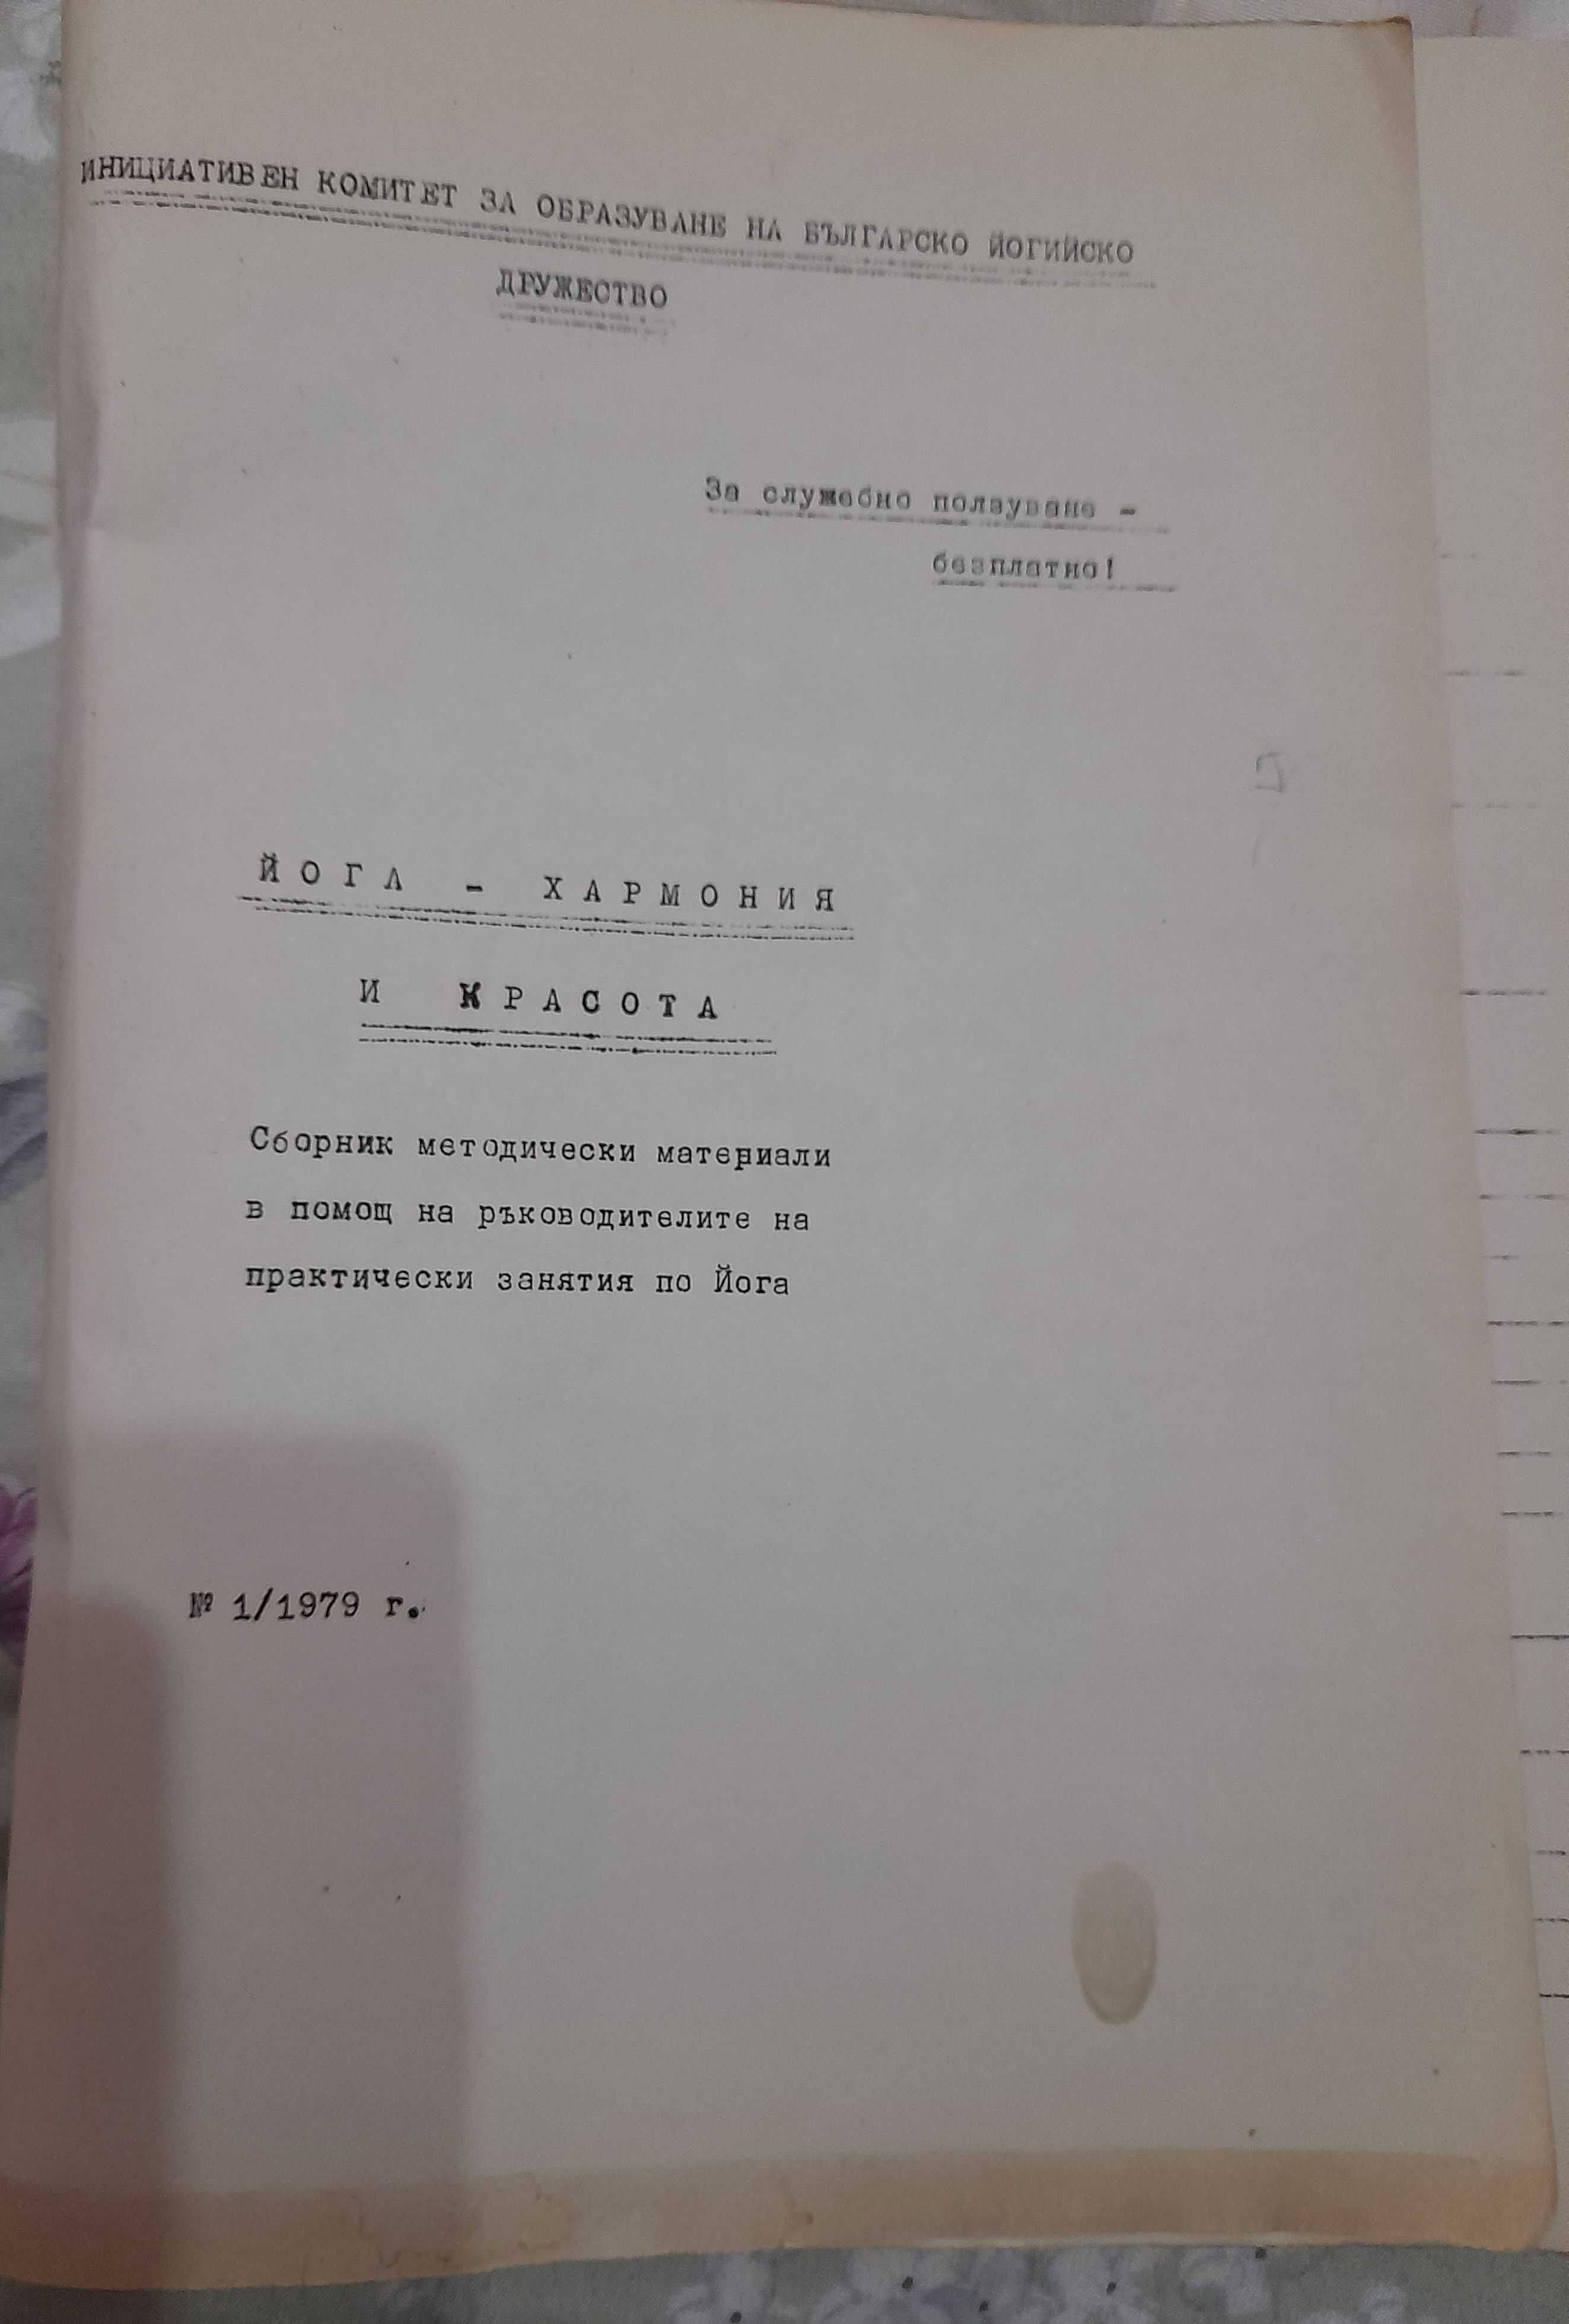 ИНИЦИАТИВЕН КОМИТЕТ ЗА ОБРАЗУВАНЕ НА БЪЛГАРСКО ЙОГИЙСКО
ДРУЖЕСТВО
За служебно ползуване -
безплатно!
ЙОГА - ХАРМОНИЯ
И КРАСОТА
Сборник методически материали
в помощ на ръководителите на
практически занятия по Йога
№ 1/1979 г.